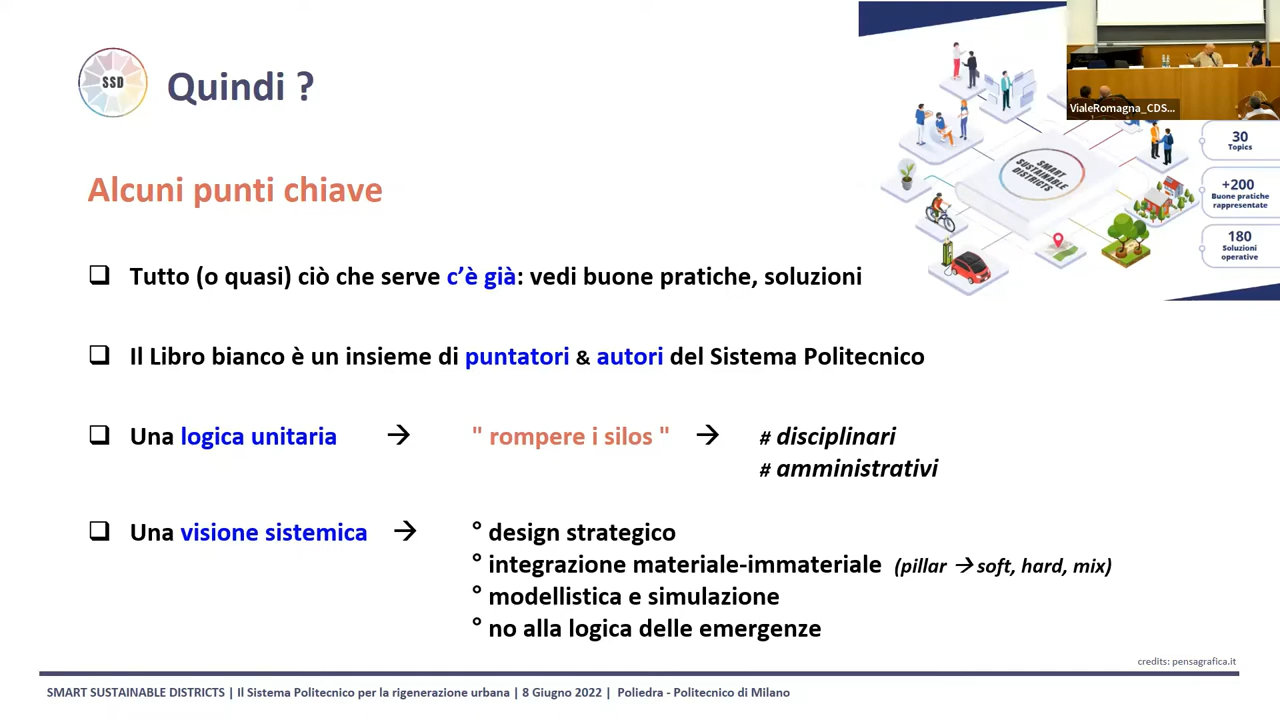 SSD
Quindi ?
Alcuni punti chiave
❑ Tutto (o quasi) ciò che serve c'è già: vedi buone pratiche, soluzioni
❑ Il Libro bianco è un insieme di puntatori & autori del Sistema Politecnico
❑ Una logica unitaria → " rompere i silos " → # disciplinari
# amministrativi
❑ Una visione sistemica → ° design strategico
° integrazione materiale-immateriale (pillar → soft, hard, mix)
° modellistica e simulazione
° no alla logica delle emergenze
SMART
SUSTAINABLE
DISTRICTS
ValeRomagna_CDS...
30
Topics
+200
Buone pratiche
rappresentate
180
Soluzioni
operative
credits: pensagrafica.it
SMART SUSTAINABLE DISTRICTS | Il Sistema Politecnico per la rigenerazione urbana | 8 Giugno 2022 | Poliedra - Politecnico di Milano